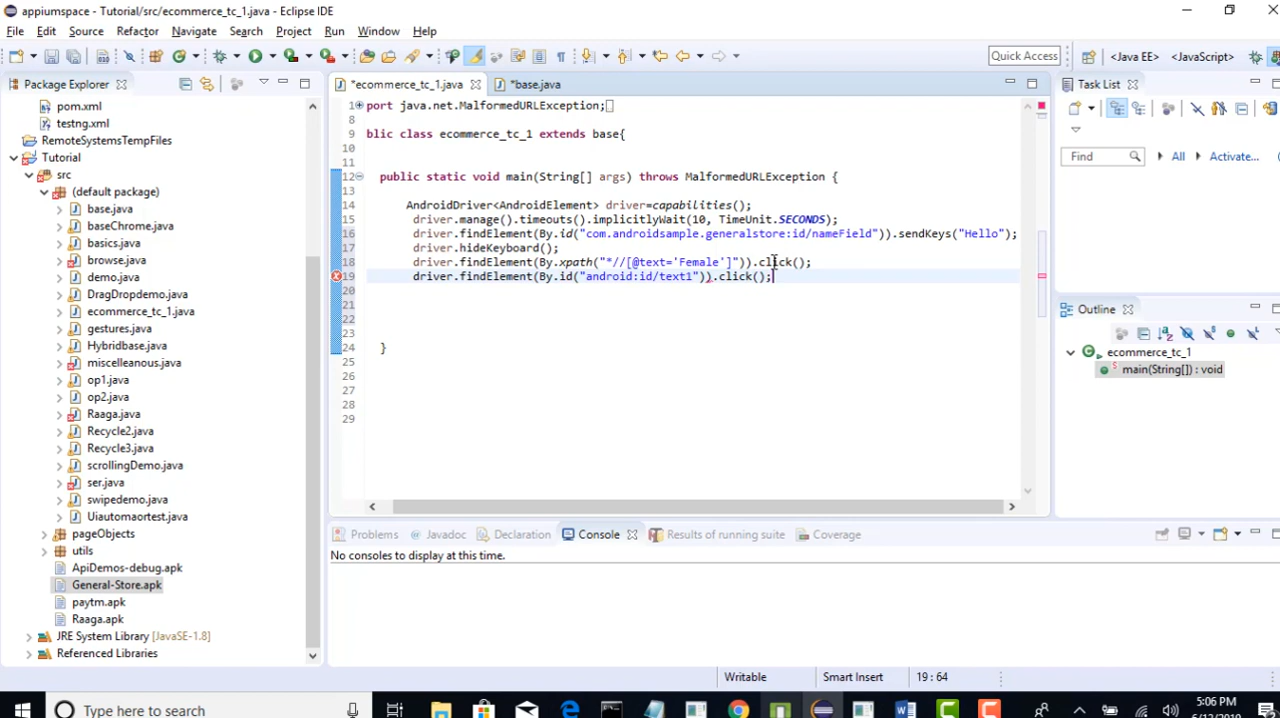 appiumspace - Tutorial/src/ecommerce_tc_1.java - Eclipse IDE
File Edit Source Refactor Navigate Search Project Run Window Help
Quick Access
<Java EE> <JavaScript>
Package Explorer
*ecommerce_tc_1.java
*base.java
Task List
pom.xml
testng.xml
RemoteSystemsTempFiles
Tutorial
src
(default package)
base.java
baseChrome.java
basics.java
browse.java
demo.java
DragDropdemo.java
ecommerce_tc_1.java
gestures.java
Hybridbase.java
miscelleanous.java
op1.java
op2.java
Raaga.java
Recycle2.java
Recycle3.java
scrollingDemo.java
ser.java
swipedemo.java
Uiautomaortest.java
pageObjects
utils
ApiDemos-debug.apk
General-Store.apk
paytm.apk
Raaga.apk
JRE System Library [JavaSE-1.8]
Referenced Libraries
1 port java.net.MalformedURLException;
8
9 blic class ecommerce_tc_1 extends base{
10
11
12 public static void main(String[] args) throws MalformedURLException {
13
14 AndroidDriver<AndroidElement> driver=capabilities();
15 driver.manage().timeouts().implicitlyWait(10, TimeUnit.SECONDS);
16 driver.findElement(By.id("com.androidsample.generalstore:id/nameField")).sendKeys("Hello");
17 driver.hideKeyboard();
18 driver.findElement(By.xpath("*//[@text='Female']")).click();
19 driver.findElement(By.id("android:id/text1")).click();
20
21
22
23
24 }
25
26
27
28
29
Find All Activate...
Outline
ecommerce_tc_1
main(String[]) : void
Problems Javadoc Declaration Console Results of running suite Coverage
No consoles to display at this time.
Writable Smart Insert 19 : 64
Type here to search
5:06 PM